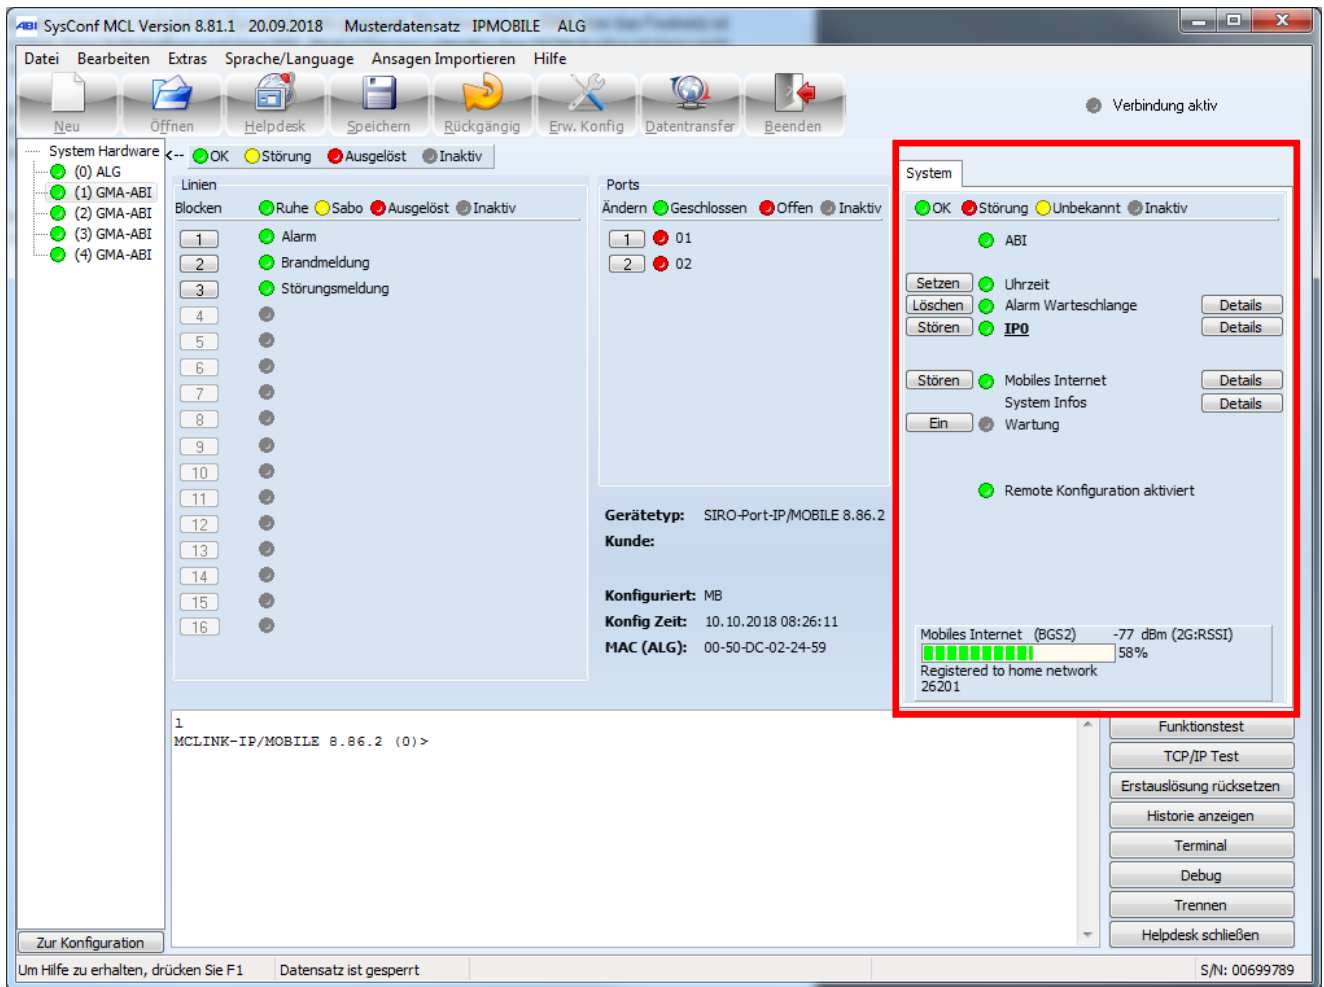 ABI SysConf MCL Version 8.81.1 20.09.2018 Musterdatensatz IPMOBILE ALG
Datei Bearbeiten Extras Sprache/Language Ansagen Importieren Hilfe
Neu Öffnen Helpdesk Speichern Rückgängig Erw. Konfig Datentransfer Beenden
Verbindung aktiv
System Hardware
(0) ALG
(1) GMA-ABI
(2) GMA-ABI
(3) GMA-ABI
(4) GMA-ABI
Zur Konfiguration
<-- OK Störung Ausgelöst Inaktiv
Linien
Blocken Ruhe Sabo Ausgelöst Inaktiv
1 Alarm
2 Brandmeldung
3 Störungsmeldung
4
5
6
7
8
9
10
11
12
13
14
15
16
Ports
Ändern Geschlossen Offen Inaktiv
1 01
2 02
Gerätetyp: SIRO-Port-IP/MOBILE 8.86.2
Kunde:
Konfiguriert: MB
Konfig Zeit: 10.10.2018 08:26:11
MAC (ALG): 00-50-DC-02-24-59
System
OK Störung Unbekannt Inaktiv
ABI
Setzen Uhrzeit
Löschen Alarm Warteschlange Details
Stören IP0 Details
Stören Mobiles Internet Details
System Infos Details
Ein Wartung
Remote Konfiguration aktiviert
Mobiles Internet (BGS2) -77 dBm (2G:RSSI)
58%
Registered to home network
26201
l
MCLINK-IP/MOBILE 8.86.2 (0)>
Funktionstest
TCP/IP Test
Erstauslösung rücksetzen
Historie anzeigen
Terminal
Debug
Trennen
Helpdesk schließen
Um Hilfe zu erhalten, drücken Sie F1 Datensatz ist gesperrt S/N: 00699789